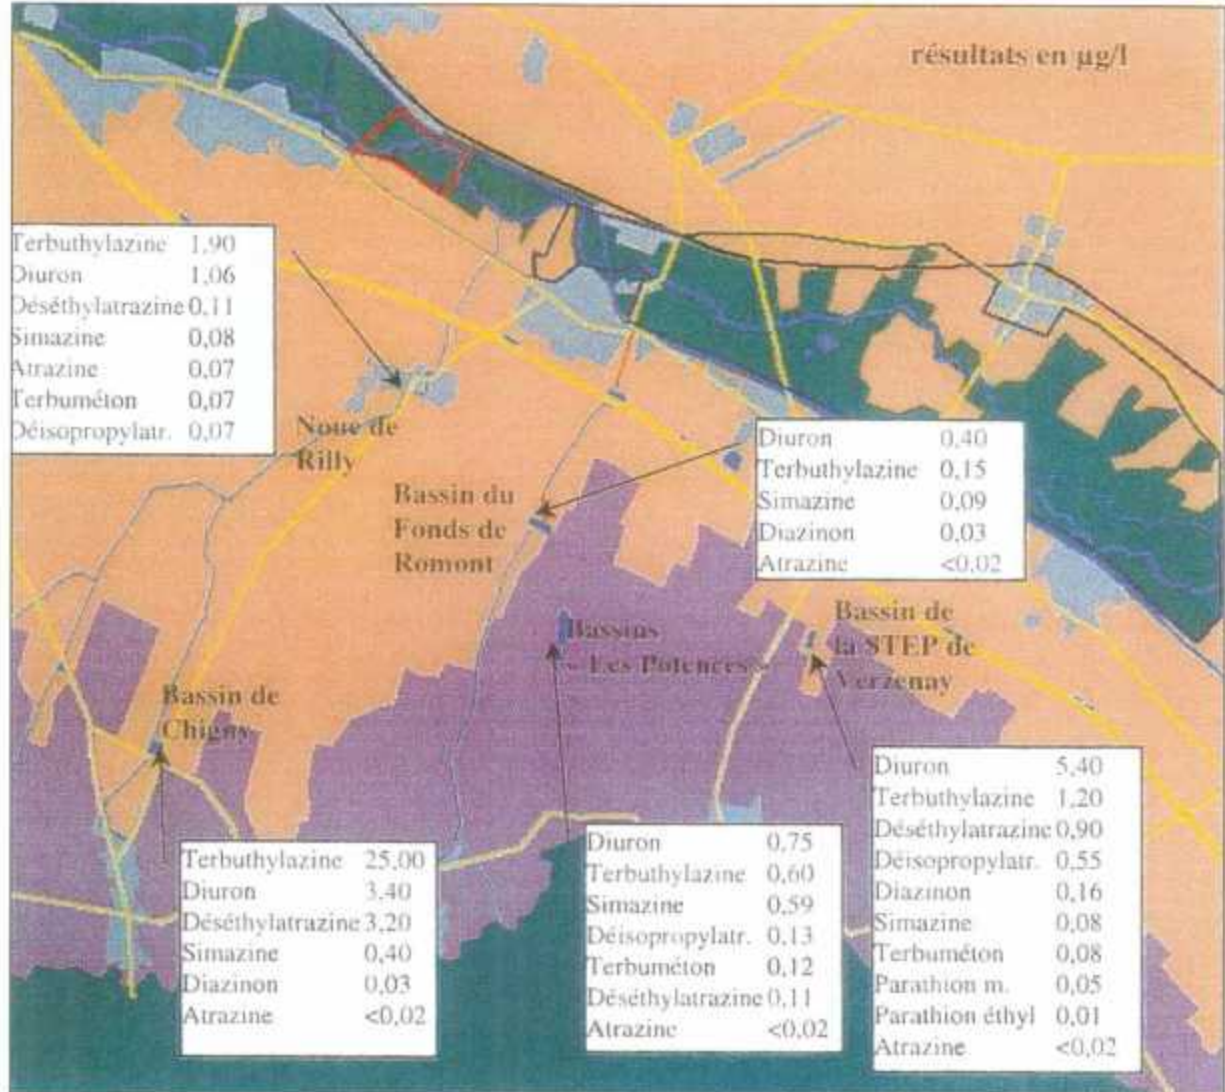 résultats en µg/l
Terbuthylazine 1,90
Diuron 1,06
Déséthylatrazine 0,11
Simazine 0,08
Atrazine 0,07
Terbuméton 0,07
Déisopropylatr. 0,07
Noue de
Rilly
Bassin du
Fonds de
Romont
Diuron 0,40
Terbuthylazine 0,15
Simazine 0,09
Diazinon 0,03
Atrazine <0,02
Bassins
« Les Potences »
Bassin de
la STEP de
Verzenay
Bassin de
Chigny
Terbuthylazine 25,00
Diuron 3,40
Déséthylatrazine 3,20
Simazine 0,40
Diazinon 0,03
Atrazine <0,02
Diuron 0,75
Terbuthylazine 0,60
Simazine 0,59
Déisopropylatr. 0,13
Terbuméton 0,12
Déséthylatrazine 0,11
Atrazine <0,02
Diuron 5,40
Terbuthylazine 1,20
Déséthylatrazine 0,90
Déisopropylatr. 0,55
Diazinon 0,16
Simazine 0,08
Terbuméton 0,08
Parathion m. 0,05
Parathion éthyl 0,01
Atrazine <0,02